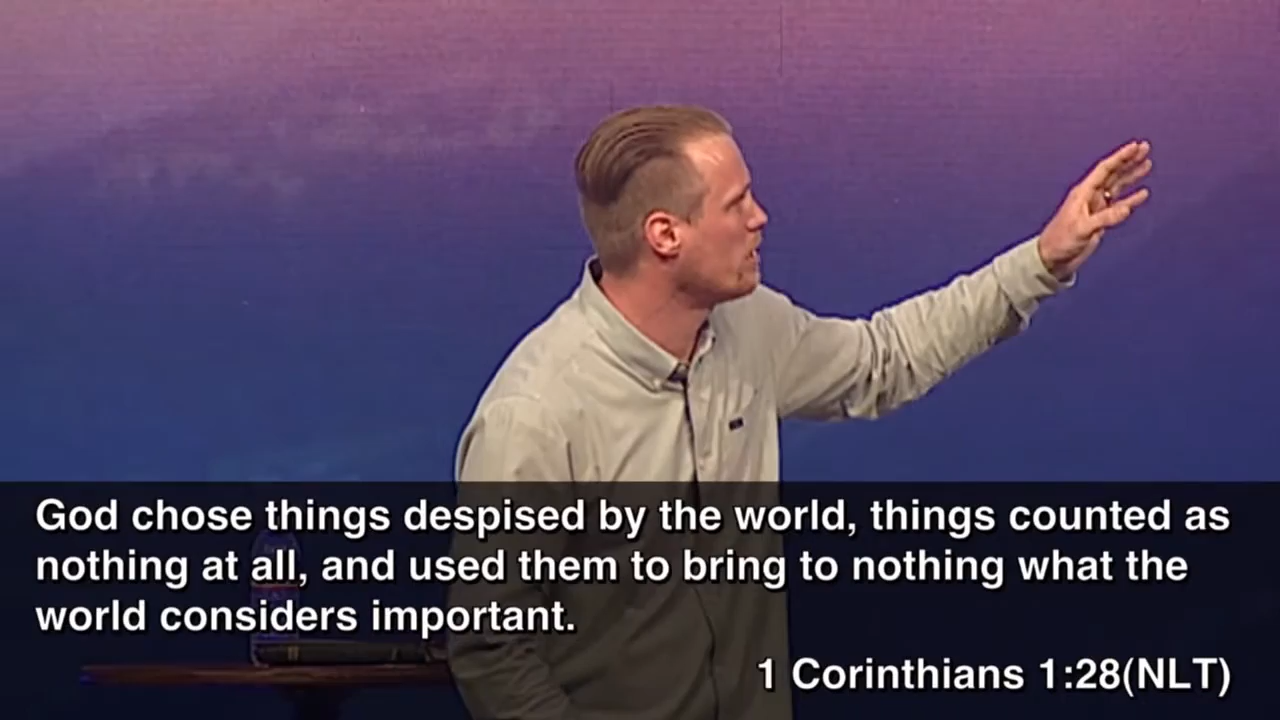 God chose things despised by the world, things counted as
nothing at all, and used them to bring to nothing what the
world considers important.
1 Corinthians 1:28(NLT)